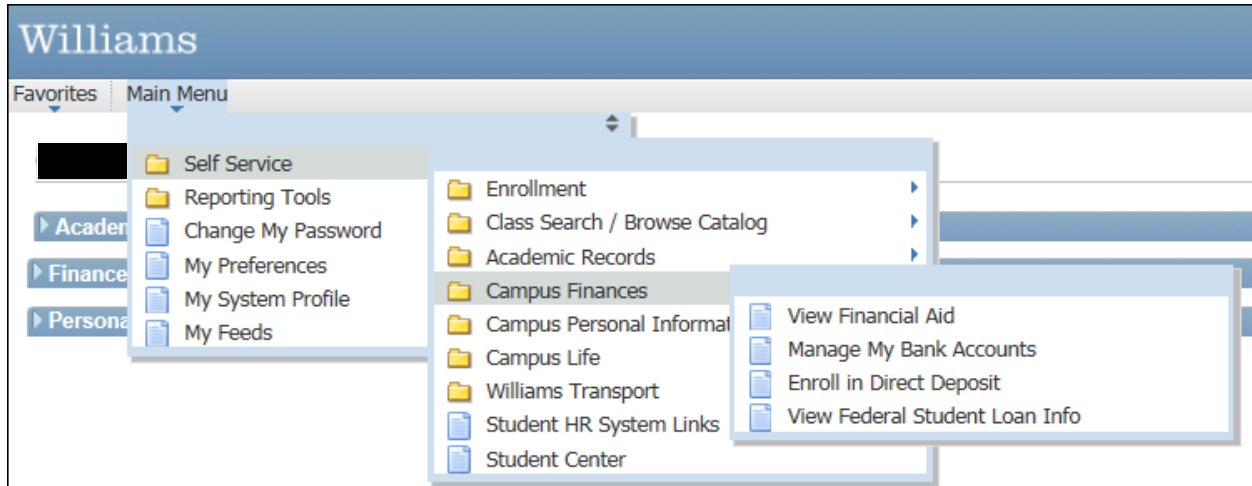 Williams
Favorites
Main Menu
Self Service
Reporting Tools
Change My Password
My Preferences
My System Profile
My Feeds
Academ
Finance
Persona
Enrollment
Class Search / Browse Catalog
Academic Records
Campus Finances
Campus Personal Informat
Campus Life
Williams Transport
Student HR System Links
Student Center
View Financial Aid
Manage My Bank Accounts
Enroll in Direct Deposit
View Federal Student Loan Info